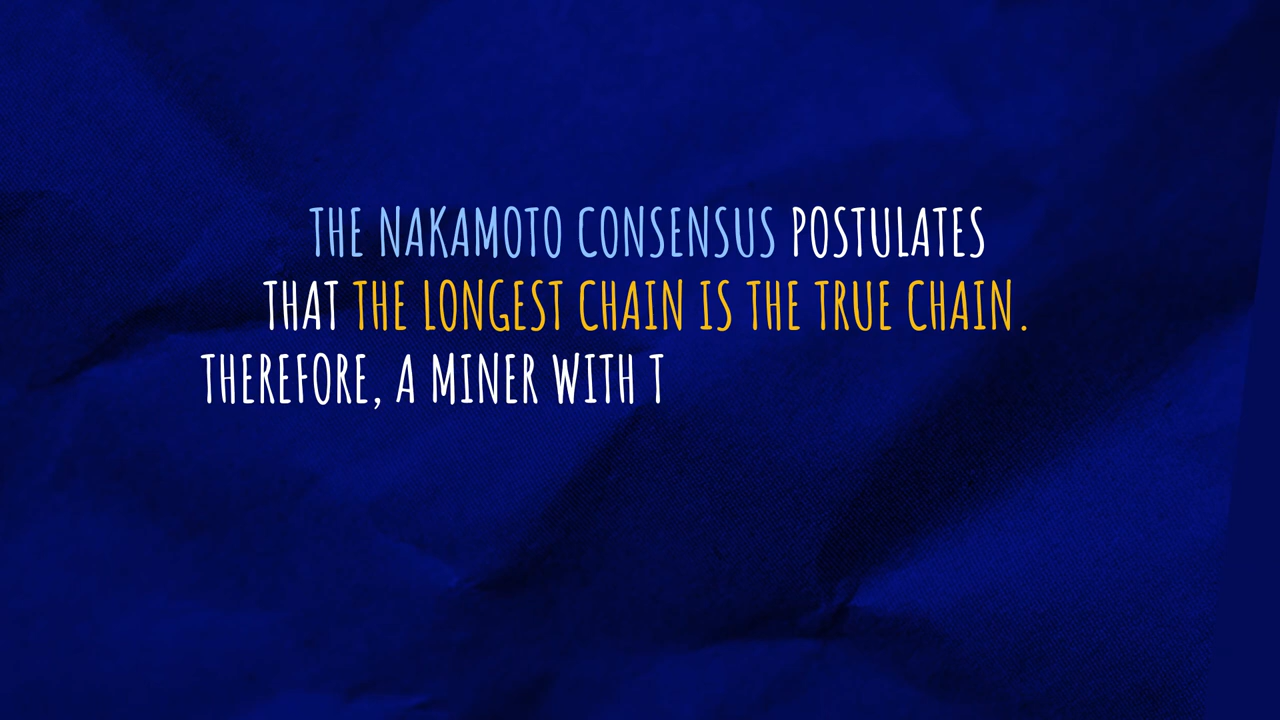 THE NAKAMOTO CONSENSUS POSTULATES
THAT THE LONGEST CHAIN IS THE TRUE CHAIN.
THEREFORE, A MINER WITH T